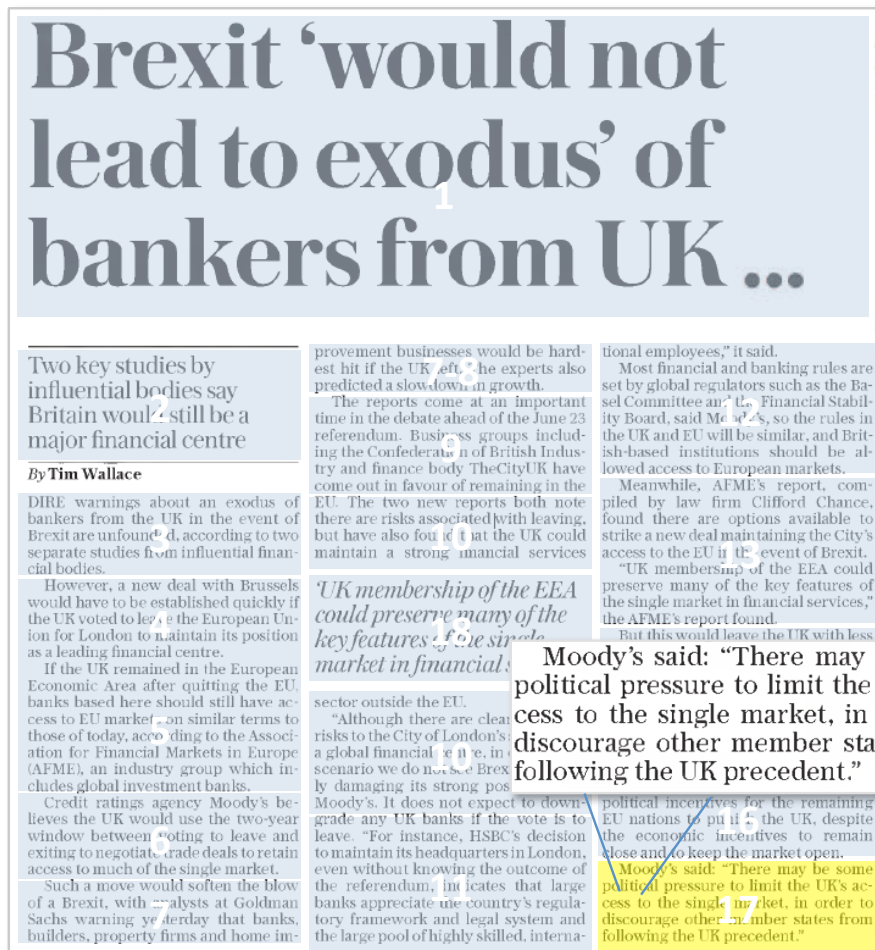 Brexit ‘would not
lead to exodus’ of
bankers from UK ...
1
Two key studies by
influential bodies say
Britain would still be a
major financial centre
2
By Tim Wallace
DIRE warnings about an exodus of
bankers from the UK in the event of
Brexit are unfounded, according to two
separate studies from influential finan-
cial bodies.
3
However, a new deal with Brussels
would have to be established quickly if
the UK voted to leave the European Un-
ion for London to maintain its position
as a leading financial centre.
4
If the UK remained in the European
Economic Area after quitting the EU,
banks based here should still have ac-
cess to EU markets on similar terms to
those of today, according to the Associ-
ation for Financial Markets in Europe
(AFME), an industry group which in-
cludes global investment banks.
5
Credit ratings agency Moody’s be-
lieves the UK would use the two-year
window between voting to leave and
exiting to negotiate trade deals to retain
access to much of the single market.
6
Such a move would soften the blow
of a Brexit, with analysts at Goldman
Sachs warning yesterday that banks,
builders, property firms and home im-
7
provement businesses would be hard-
est hit if the UK left. The experts also
predicted a slowdown in growth.
7-8
The reports come at an important
time in the debate ahead of the June 23
referendum. Business groups includ-
ing the Confederation of British Indus-
try and finance body TheCityUK have
come out in favour of remaining in the
9
EU. The two new reports both note
there are risks associated with leaving,
but have also found that the UK could
maintain a strong financial services
10
‘UK membership of the EEA
could preserve many of the
key features of the single
market in financial
18
sector outside the EU.
“Although there are clear
risks to the City of London’s
a global financial centre, in
scenario we do not see
ly damaging its strong
Moody’s. It does not expect to down-
10
grade any UK banks if the vote is to
leave. “For instance, HSBC’s decision
to maintain its headquarters in London,
even without knowing the outcome of
the referendum, indicates that large
banks appreciate the country’s regula-
tory framework and legal system and
the large pool of highly skilled, interna-
11
tional employees,” it said.
Most financial and banking rules are
set by global regulators such as the Ba-
sel Committee and the Financial Stabil-
ity Board, said Moody’s, so the rules in
the UK and EU will be similar, and Brit-
ish-based institutions should be al-
lowed access to European markets.
12
Meanwhile, AFME’s report, com-
piled by law firm Clifford Chance,
found there are options available to
strike a new deal maintaining the City’s
access to the EU in the event of Brexit.
“UK membership of the EEA could
preserve many of the key features of
the single market in financial services,”
the AFME’s report found.
13
But this would leave the UK with less
Moody’s said: “There may
political pressure to limit the
cess to the single market, in
discourage other member
following the UK precedent.”
political incentives for the remaining
EU nations to punish the UK, despite
the economic incentives to remain
close and to keep the market open.
16
Moody’s said: “There may be some
political pressure to limit the UK’s ac-
cess to the single market, in order to
discourage other member states from
following the UK precedent.”
17